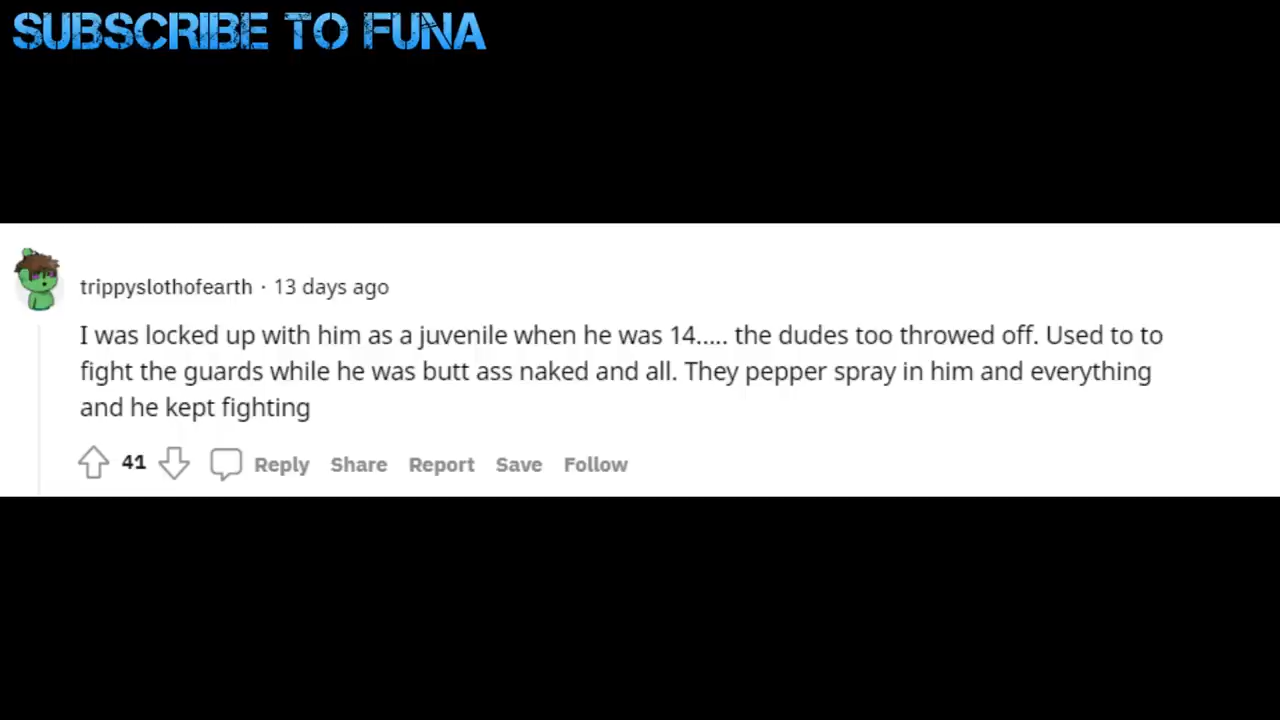 SUBSCRIBE TO FUNA
trippyslothofearth · 13 days ago
I was locked up with him as a juvenile when he was 14..... the dudes too throwed off. Used to to
fight the guards while he was butt ass naked and all. They pepper spray in him and everything
and he kept fighting
41 Reply Share Report Save Follow